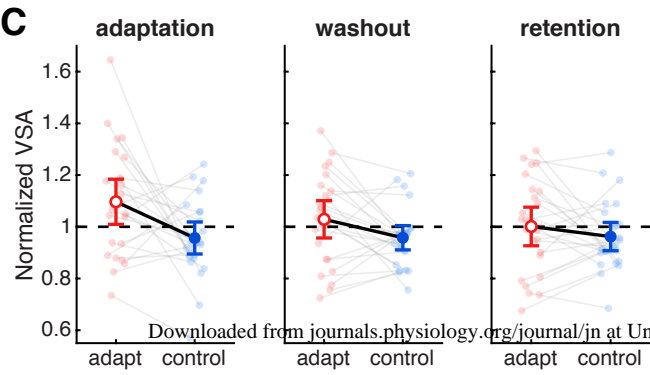 C
adaptation washout retention
Normalized VSA
1.6
1.4
1.2
1
0.8
0.6
Downloaded from journals.physiology.org/journal/jn at Un
adapt control adapt control adapt control